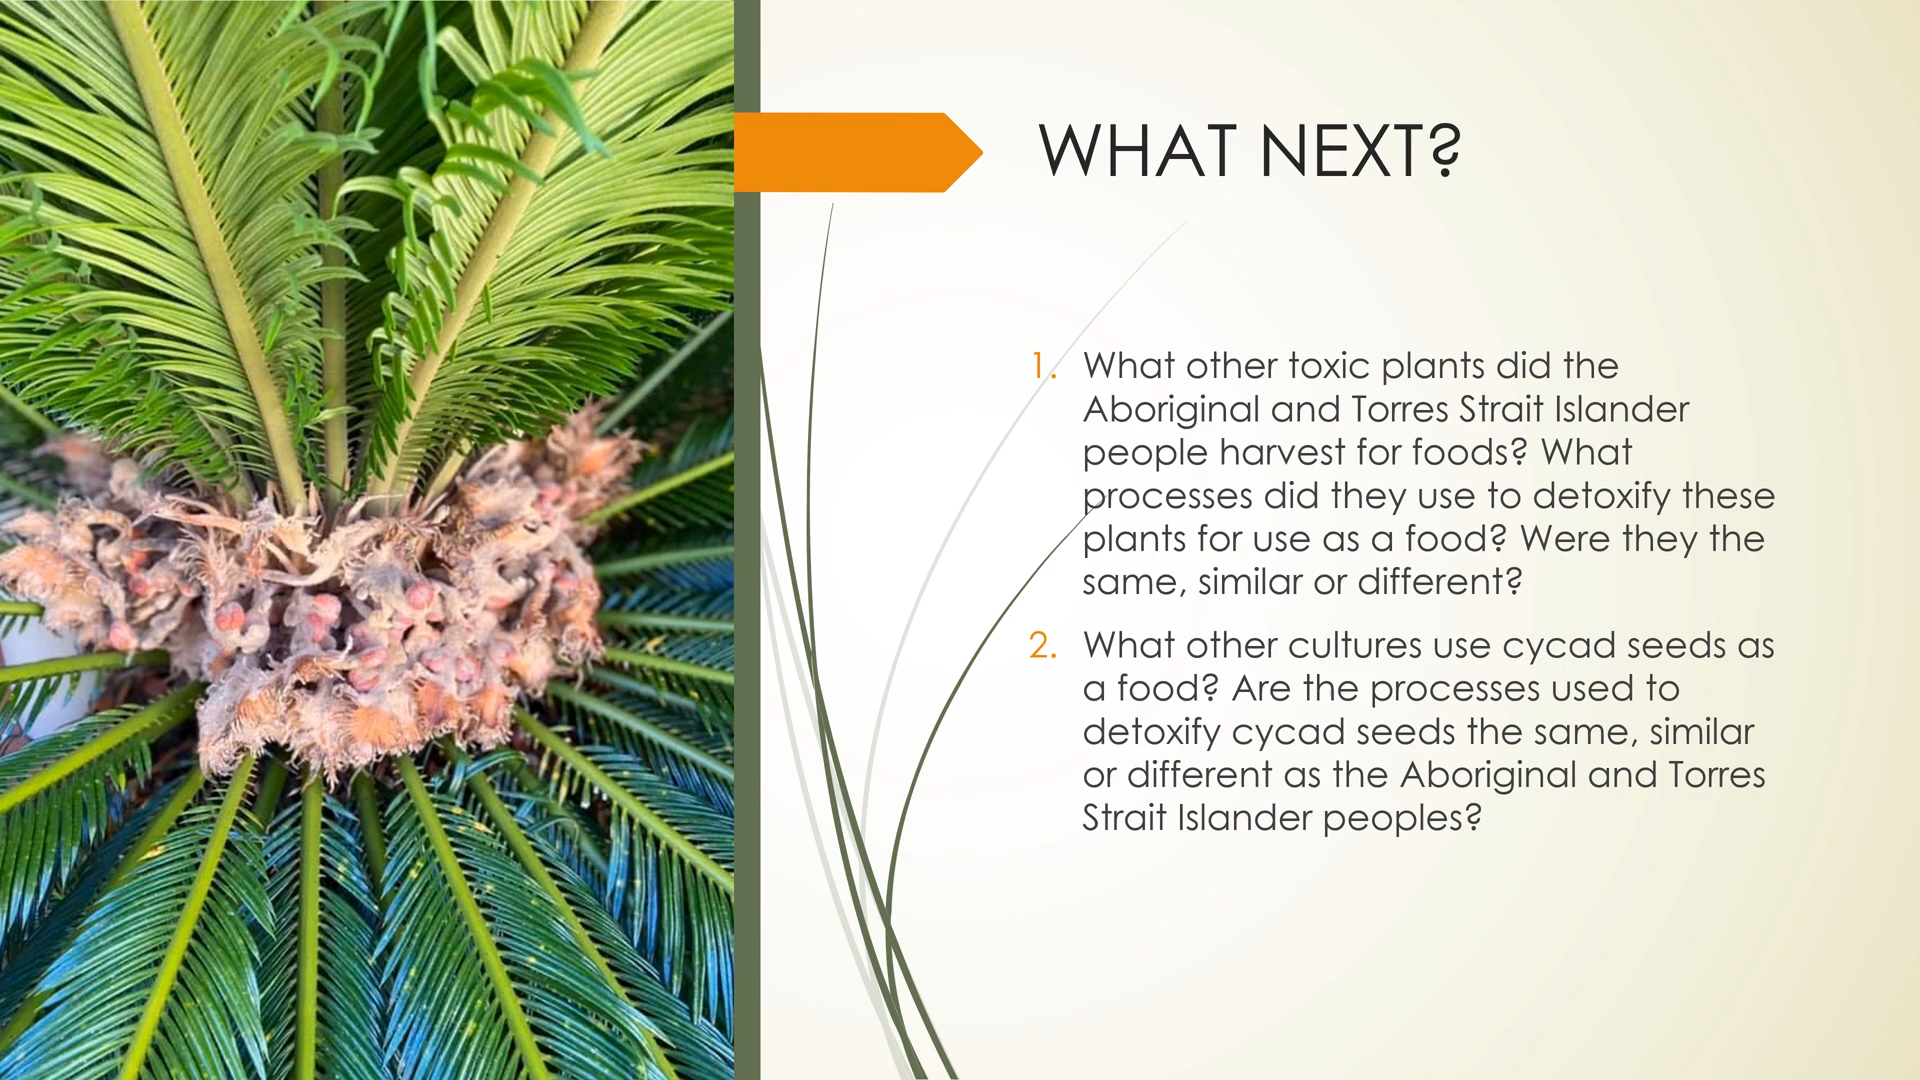 WHAT NEXT?
1. What other toxic plants did the
Aboriginal and Torres Strait Islander
people harvest for foods? What
processes did they use to detoxify these
plants for use as a food? Were they the
same, similar or different?
2. What other cultures use cycad seeds as
a food? Are the processes used to
detoxify cycad seeds the same, similar
or different as the Aboriginal and Torres
Strait Islander peoples?